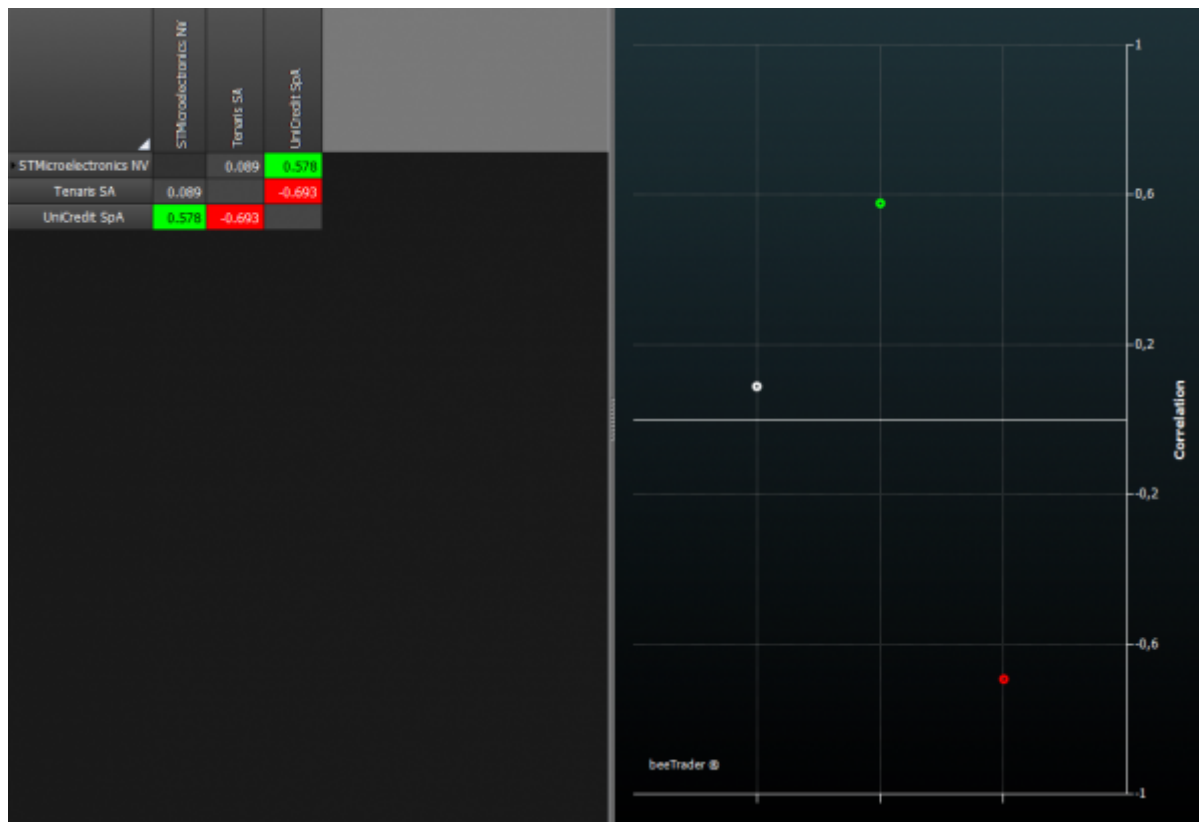 STMicroelectronics NV
Tenaris SA
UniCredit SpA
STMicroelectronics NV 0.089 0.578
Tenaris SA 0.089 -0.693
UniCredit SpA 0.578 -0.693
1
0,6
0,2
-0,2
-0,6
-1
Correlation
beeTrader ®